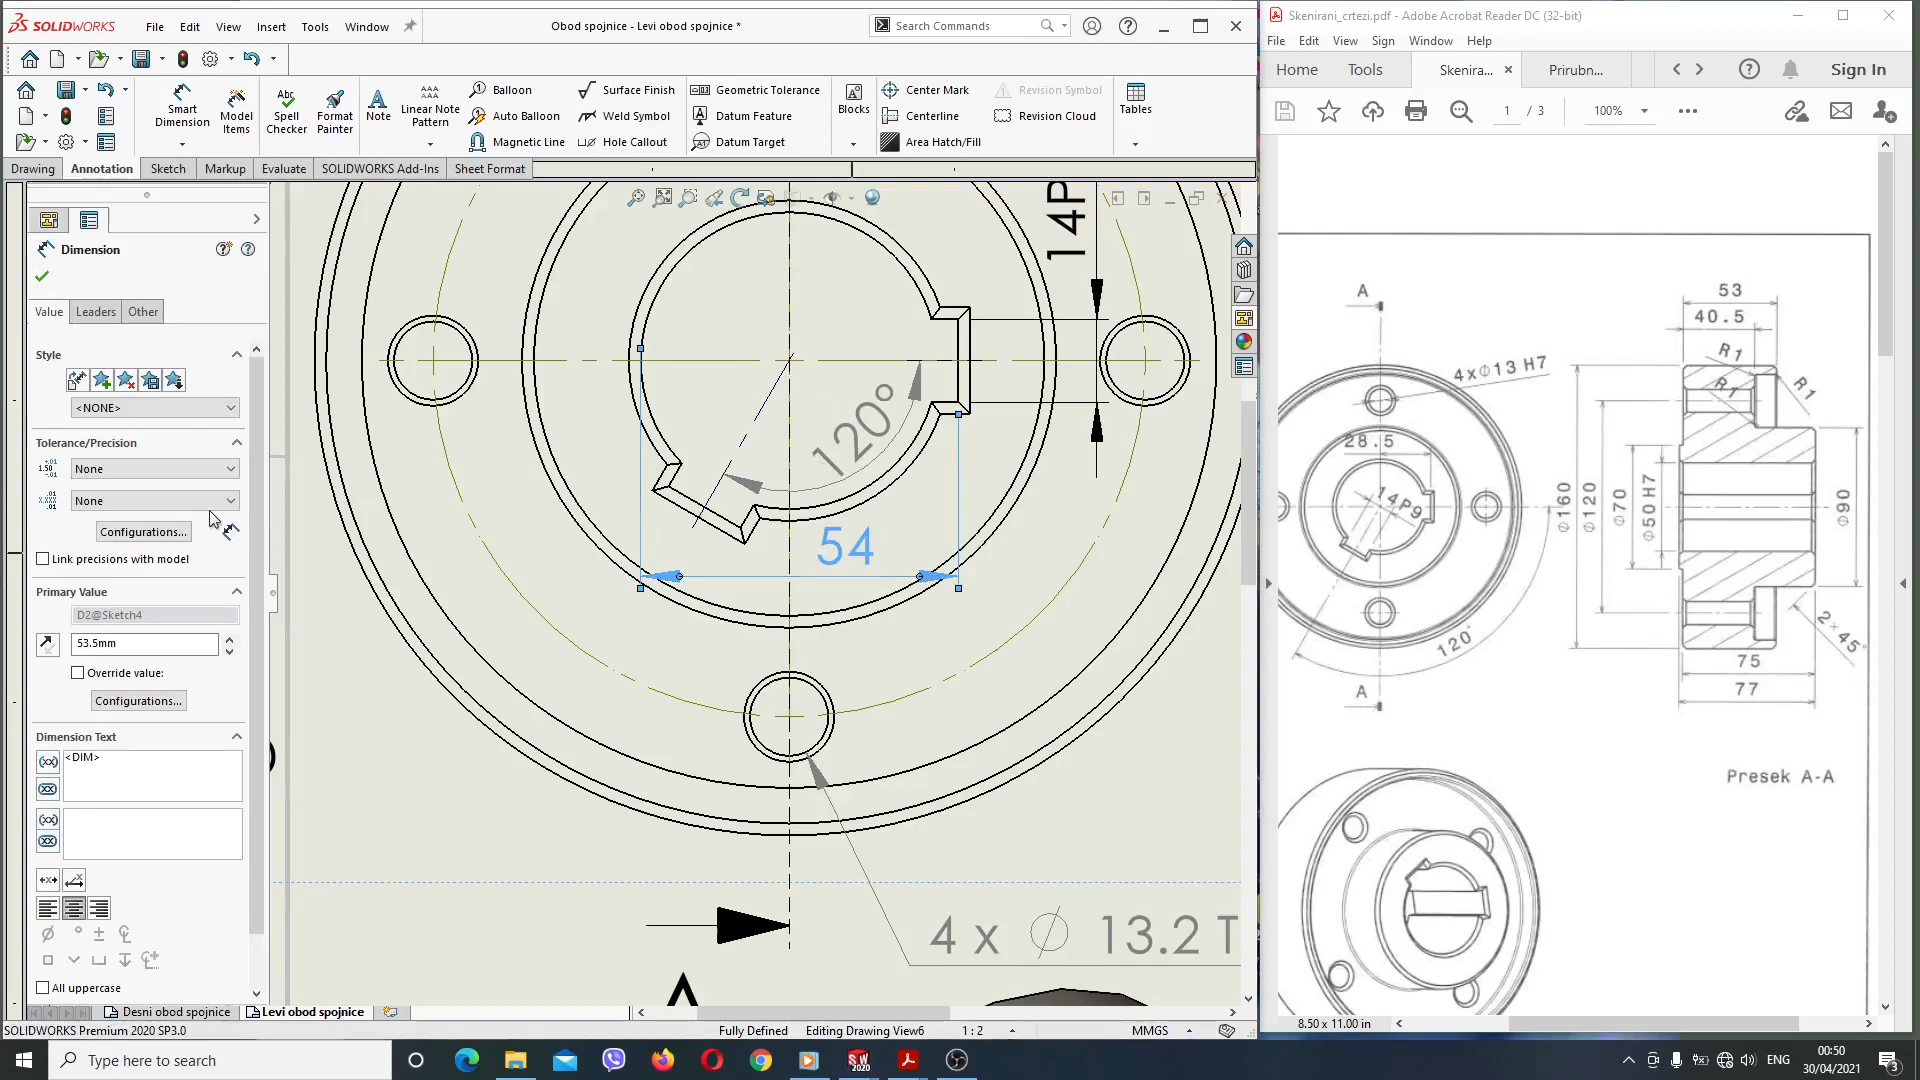 SOLIDWORKS File Edit View Insert Tools Window
Obod spojnice - Levi obod spojnice *
Search Commands
Smart Dimension
Model Items
Spell Checker
Format Painter
Note
Linear Note Pattern
Balloon
Auto Balloon
Magnetic Line
Surface Finish
Weld Symbol
Hole Callout
Geometric Tolerance
Datum Feature
Datum Target
Blocks
Center Mark
Centerline
Area Hatch/Fill
Revision Symbol
Revision Cloud
Tables
Drawing Annotation Sketch Markup Evaluate SOLIDWORKS Add-Ins Sheet Format
Dimension
Value Leaders Other
Style
<NONE>
Tolerance/Precision
None
None
Configurations...
Link precisions with model
Primary Value
D2@Sketch4
53.5mm
Override value:
Configurations...
Dimension Text
<DIM>
All uppercase
14P
120°
54
4 x Ø 13.2 T
A
Desni obod spojnice Levi obod spojnice
SOLIDWORKS Premium 2020 SP3.0
Fully Defined Editing Drawing View6 1 : 2 MMGS
Skenirani_crtezi.pdf - Adobe Acrobat Reader DC (32-bit)
File Edit View Sign Window Help
Home Tools Skenira... Prirubn... Sign In
1 / 3 100%
A
53
40.5
R1
R1
R1
4xΦ13 H7
28.5
14P9
Φ160
Φ120
Φ70
Φ50H7
Φ90
120°
2×45°
75
77
A
Presek A-A
8.50 x 11.00 in
Type here to search
SW 2020
ENG
00:50
30/04/2021
3